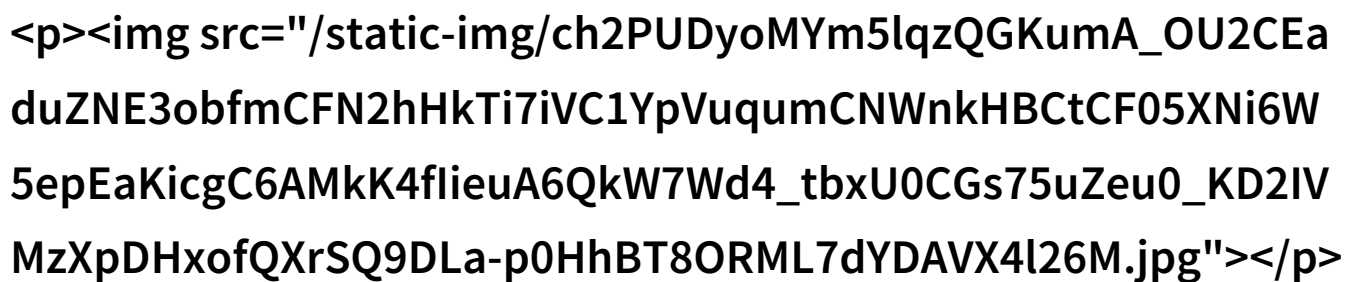 <p><img src="/static-img/ch2PUDyoMYm5lqzQGKumA_OU2CEa
duZNE3obfmCFN2hHkTi7iVC1YpVuqumCNWnkHBCtCF05XNi6W
5epEaKicgC6AMkK4fIieuA6QkW7Wd4_tbxU0CGs75uZeu0_KD2IV
MzXpDHxofQXrSQ9DLa-p0HhBT8ORML7dYDAVX4l26M.jpg"></p>